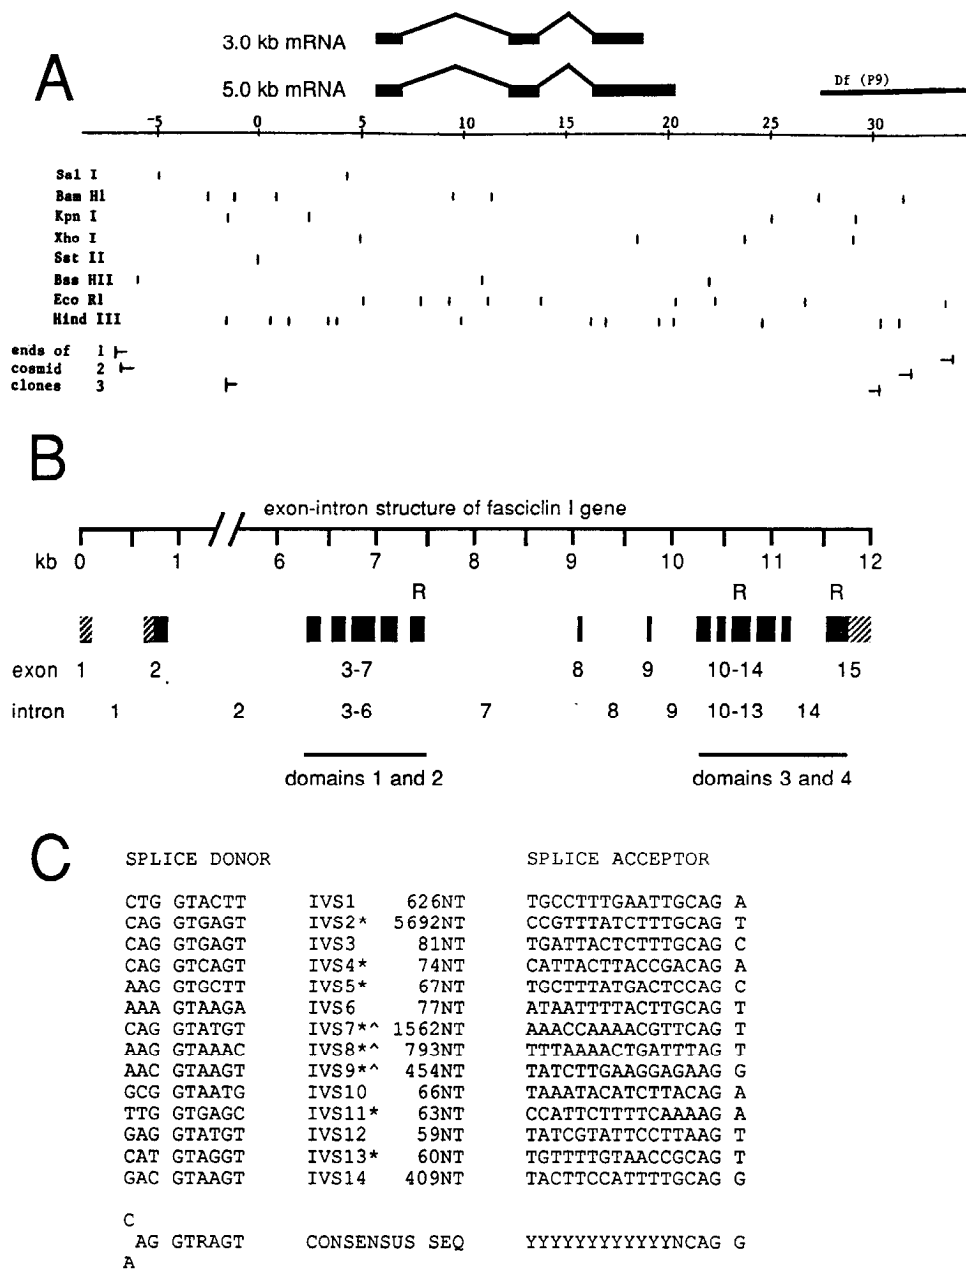 A
3.0 kb mRNA
5.0 kb mRNA
Df (P9)
-5 0 5 10 15 20 25 30
Sal I
Bam H1
Kpn I
Xho I
Sst II
Bss HII
Eco R1
Hind III
ends of 1
cosmid 2
clones 3
B
exon-intron structure of fasciclin I gene
kb 0 1 6 7 8 9 10 11 12
R R R
exon 1 2 3-7 8 9 10-14 15
intron 1 2 3-6 7 8 9 10-13 14
domains 1 and 2 domains 3 and 4
C
SPLICE DONOR SPLICE ACCEPTOR
CTG GTACTT IVS1 626NT TGCCTTTGAATTGCAG A
CAG GTGAGT IVS2* 5692NT CCGTTTATCTTTGCAG T
CAG GTGAGT IVS3 81NT TGATTACTCTTTGCAG C
CAG GTCAGT IVS4* 74NT CATTACTTACCGACAG A
AAG GTGCTT IVS5* 67NT TGCTTTATGACTCCAG C
AAA GTAAGA IVS6 77NT ATAATTTTACTTGCAG T
CAG GTATGT IVS7*^ 1562NT AAACCAAAACGTTCAG T
AAG GTAAAC IVS8*^ 793NT TTTAAAACTGATTTAG T
AAC GTAAGT IVS9*^ 454NT TATCTTGAAGGAGAAG G
GCG GTAATG IVS10 66NT TAAATACATCTTACAG A
TTG GTGAGC IVS11* 63NT CCATTCTTTTCAAAAG A
GAG GTATGT IVS12 59NT TATCGTATTCCTTAAG T
CAT GTAGGT IVS13* 60NT TGTTTTGTAACCGCAG T
GAC GTAAGT IVS14 409NT TACTTCCATTTTGCAG G
C
AG GTRAGT CONSENSUS SEQ YYYYYYYYYYYYNCAG G
A